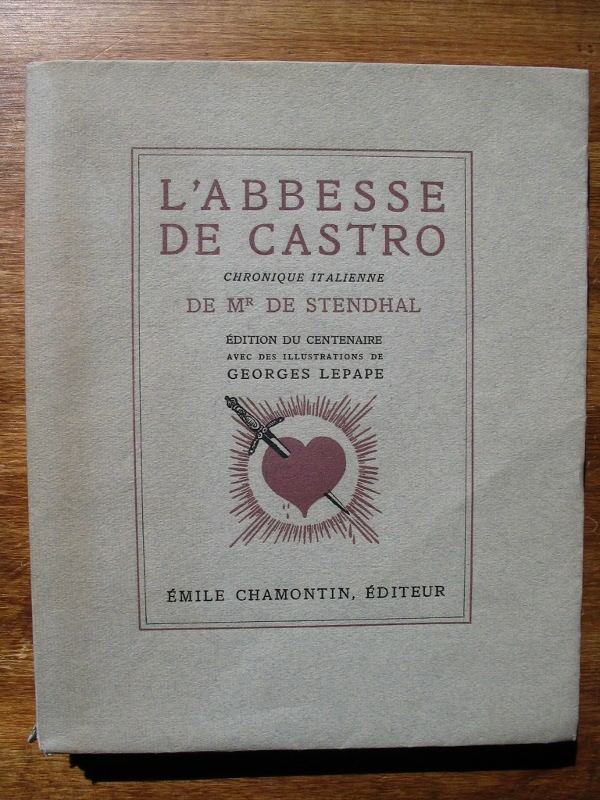 L'ABBESSE
DE CASTRO
CHRONIQUE ITALIENNE
DE Mᴿ DE STENDHAL
ÉDITION DU CENTENAIRE
AVEC DES ILLUSTRATIONS DE
GEORGES LEPAPE
ÉMILE CHAMONTIN, ÉDITEUR